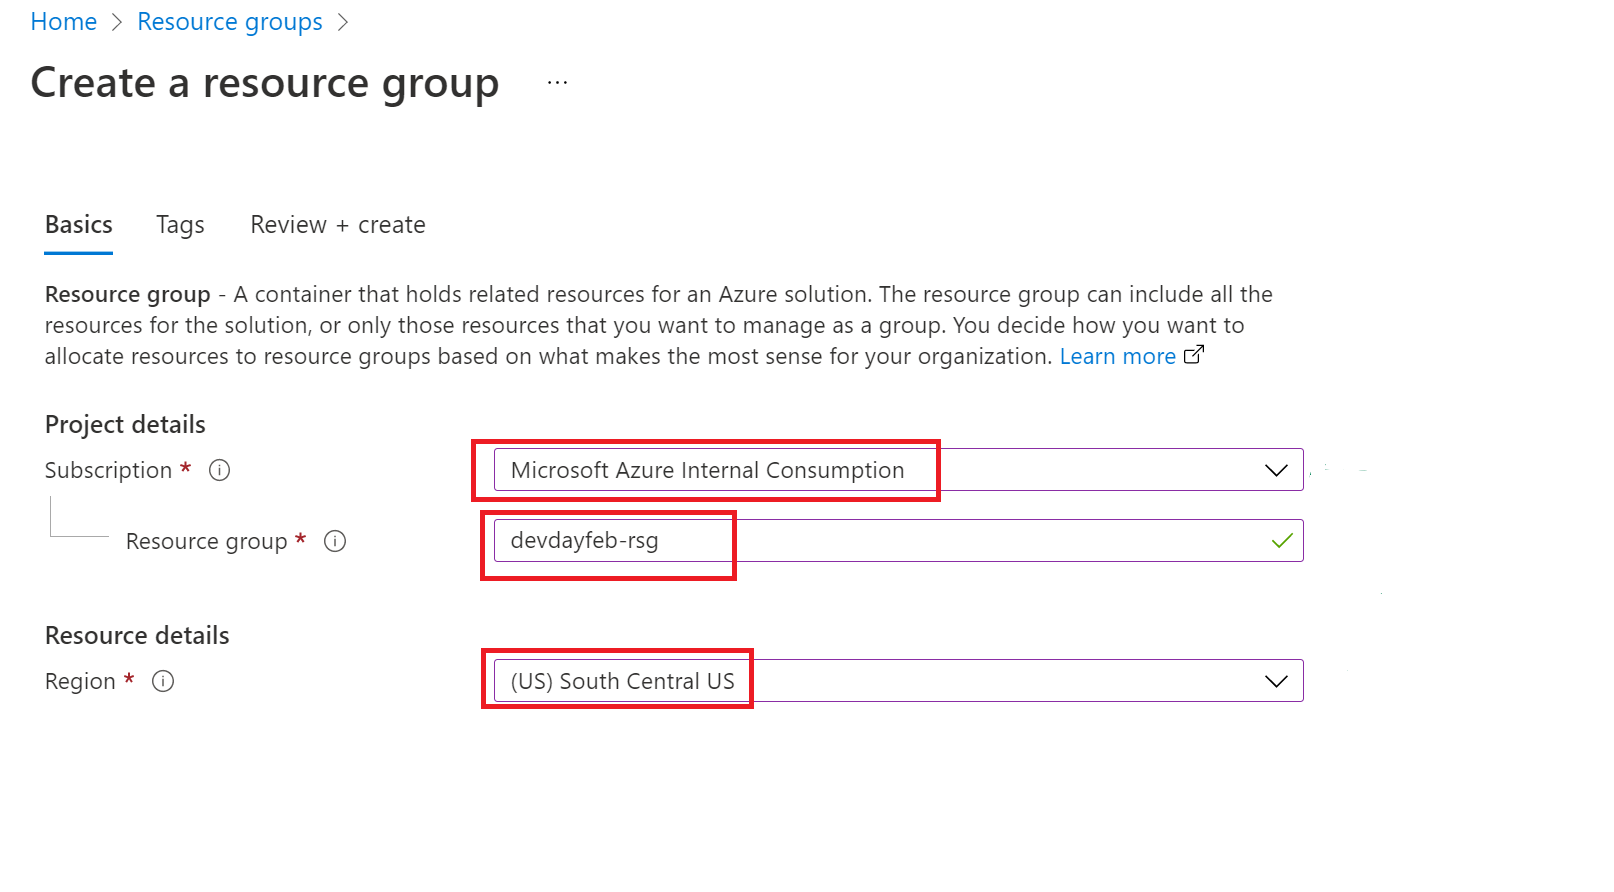 Home > Resource groups >
Create a resource group ...
Basics Tags Review + create
Resource group - A container that holds related resources for an Azure solution. The resource group can include all the
resources for the solution, or only those resources that you want to manage as a group. You decide how you want to
allocate resources to resource groups based on what makes the most sense for your organization. Learn more
Project details
Subscription * Microsoft Azure Internal Consumption
Resource group * devdayfeb-rsg
Resource details
Region * (US) South Central US